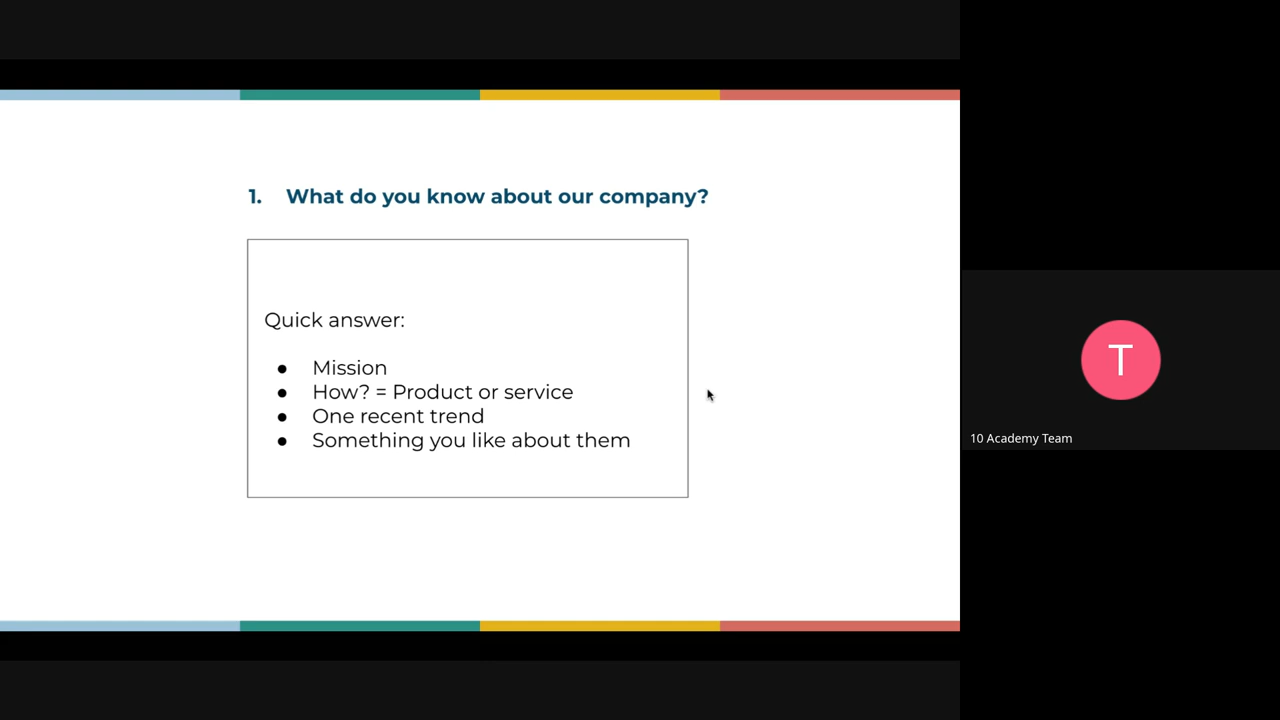 1. What do you know about our company?
Quick answer:
● Mission
● How? = Product or service
● One recent trend
● Something you like about them
T
10 Academy Team